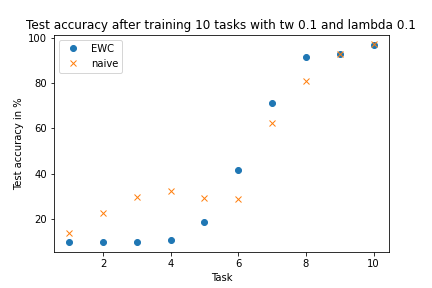 Test accuracy after training 10 tasks with tw 0.1 and lambda 0.1
100
80
60
40
20
Test accuracy in %
EWC
naive
2
4
6
8
10
Task